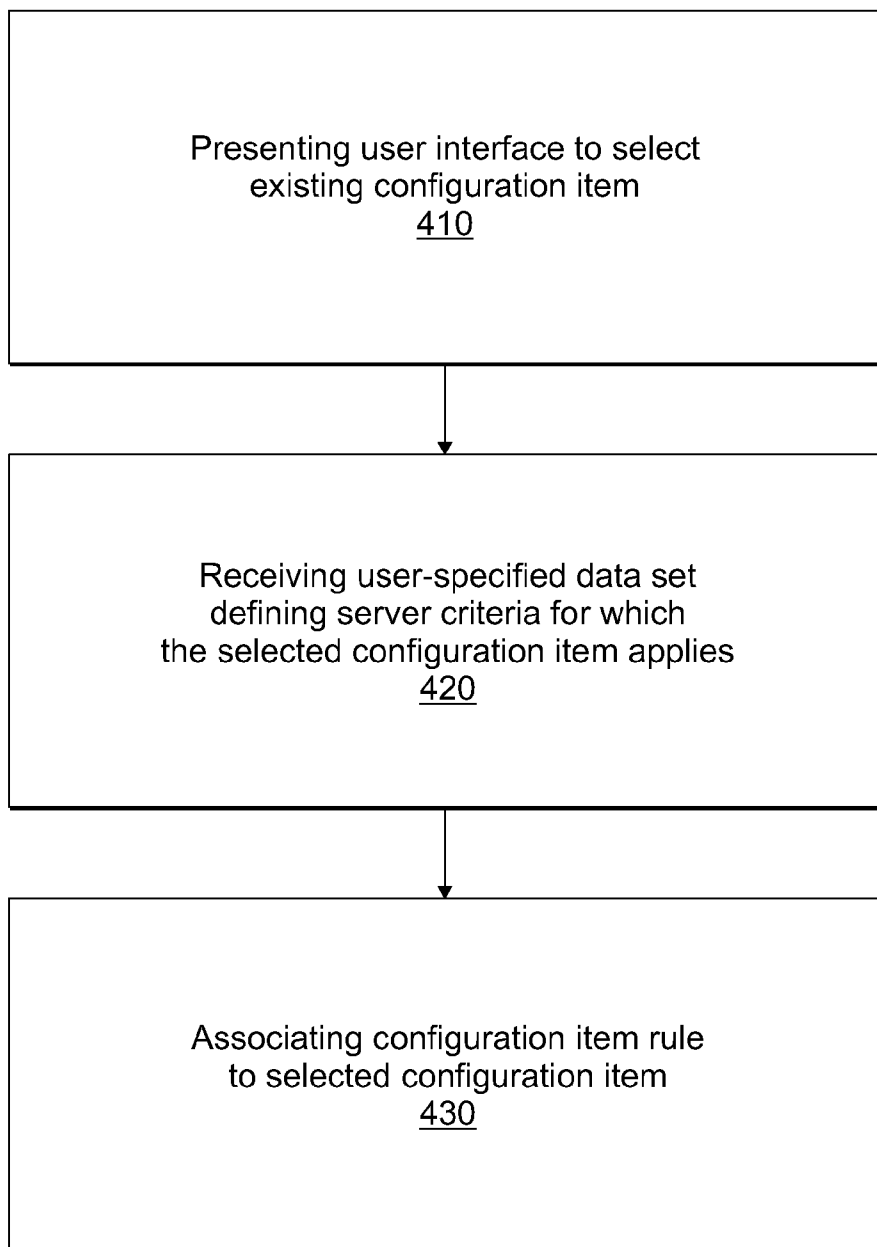 Presenting user interface to select
existing configuration item
410
Receiving user-specified data set
defining server criteria for which
the selected configuration item applies
420
Associating configuration item rule
to selected configuration item
430